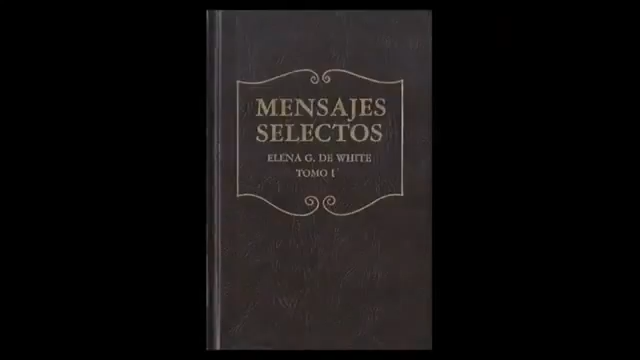 MENSAJES
SELECTOS
ELENA G. DE WHITE
TOMO I